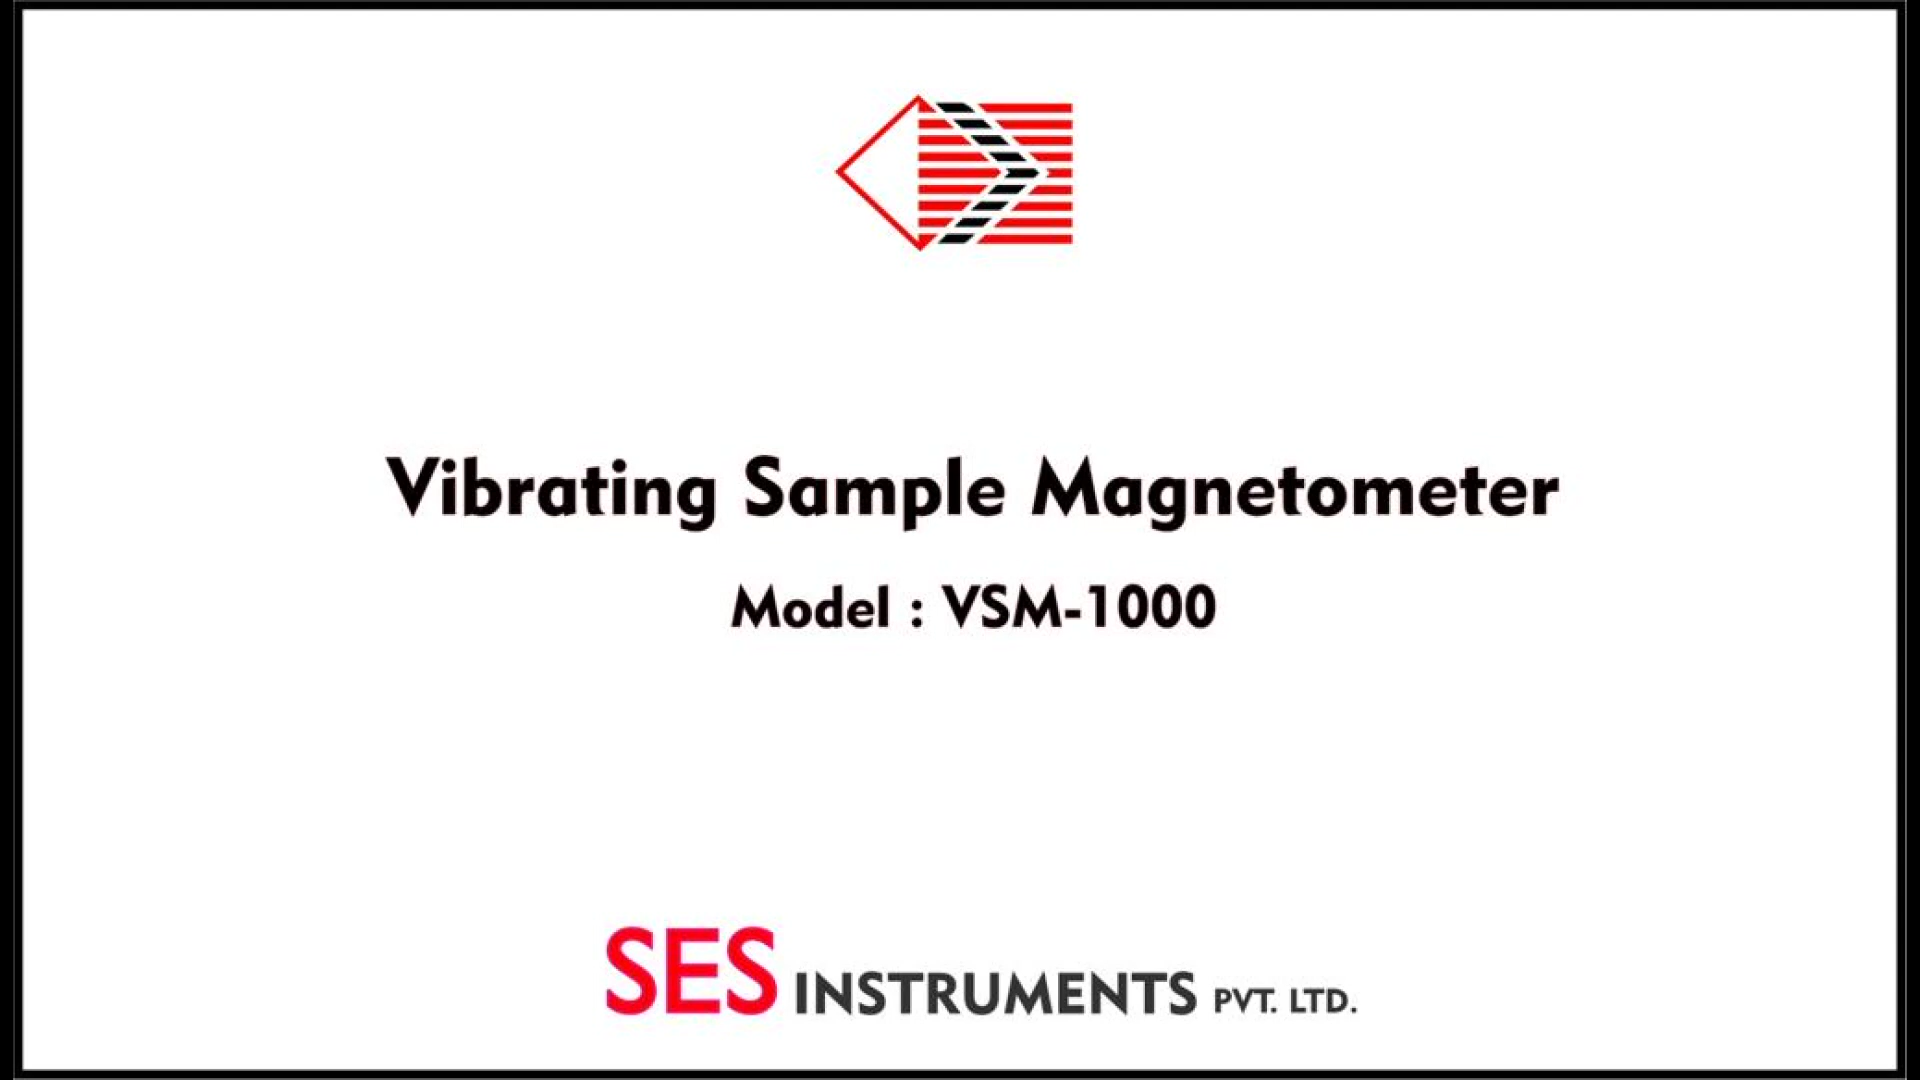 Vibrating Sample Magnetometer
Model : VSM-1000
SES INSTRUMENTS PVT. LTD.